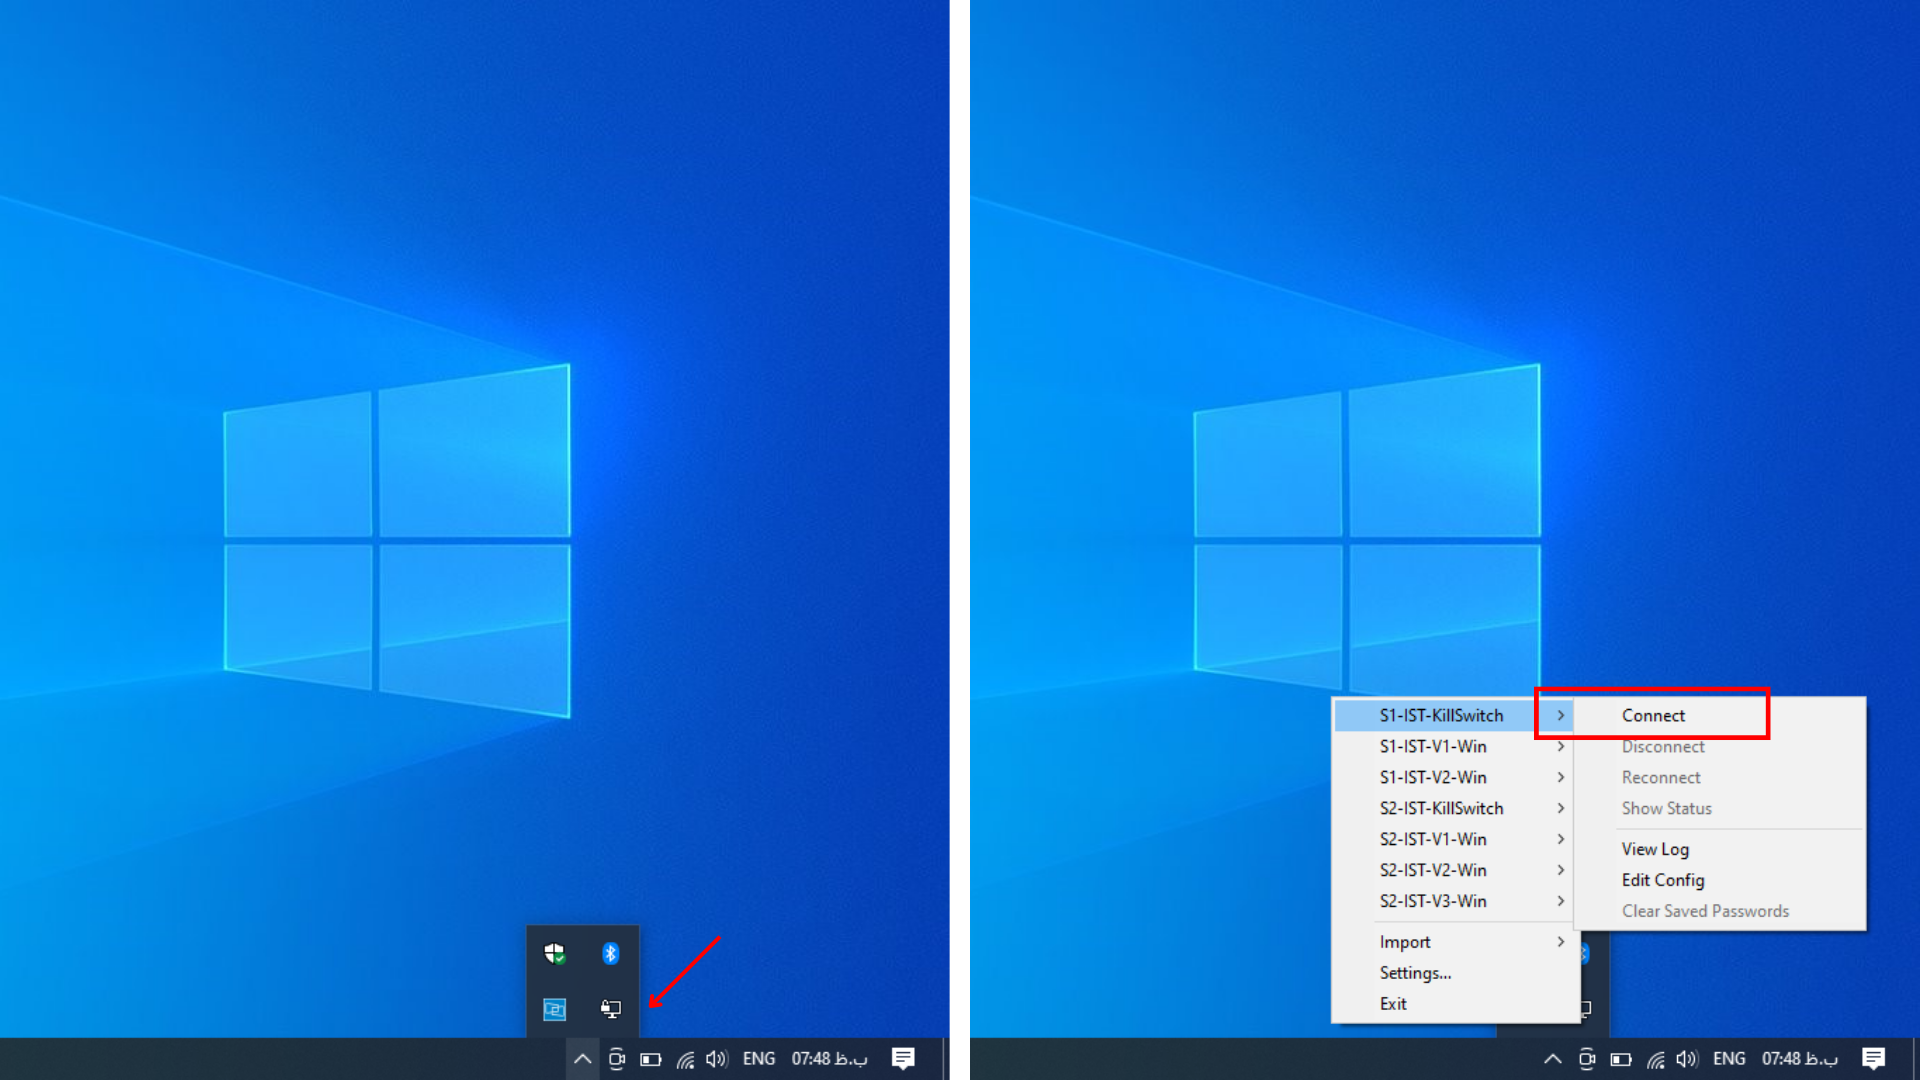 ENG
07:48 ب.ظ
S1-IST-KillSwitch
S1-IST-V1-Win
S1-IST-V2-Win
S2-IST-KillSwitch
S2-IST-V1-Win
S2-IST-V2-Win
S2-IST-V3-Win
Import
Settings...
Exit
Connect
Disconnect
Reconnect
Show Status
View Log
Edit Config
Clear Saved Passwords
ENG
07:48 ب.ظ